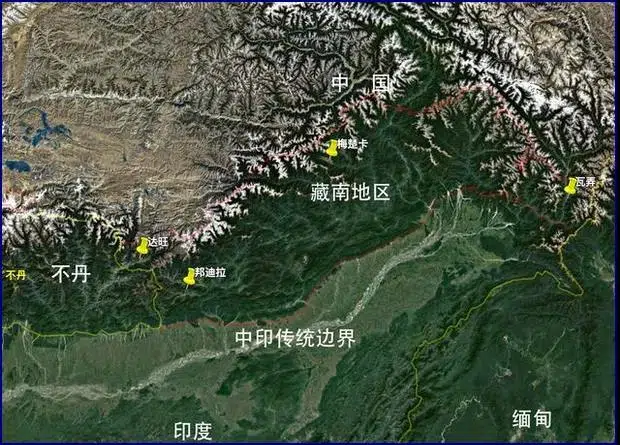 中 国
梅楚卡
瓦弄
藏南地区
达旺
不丹
不丹
邦迪拉
中印传统边界
印度
缅甸